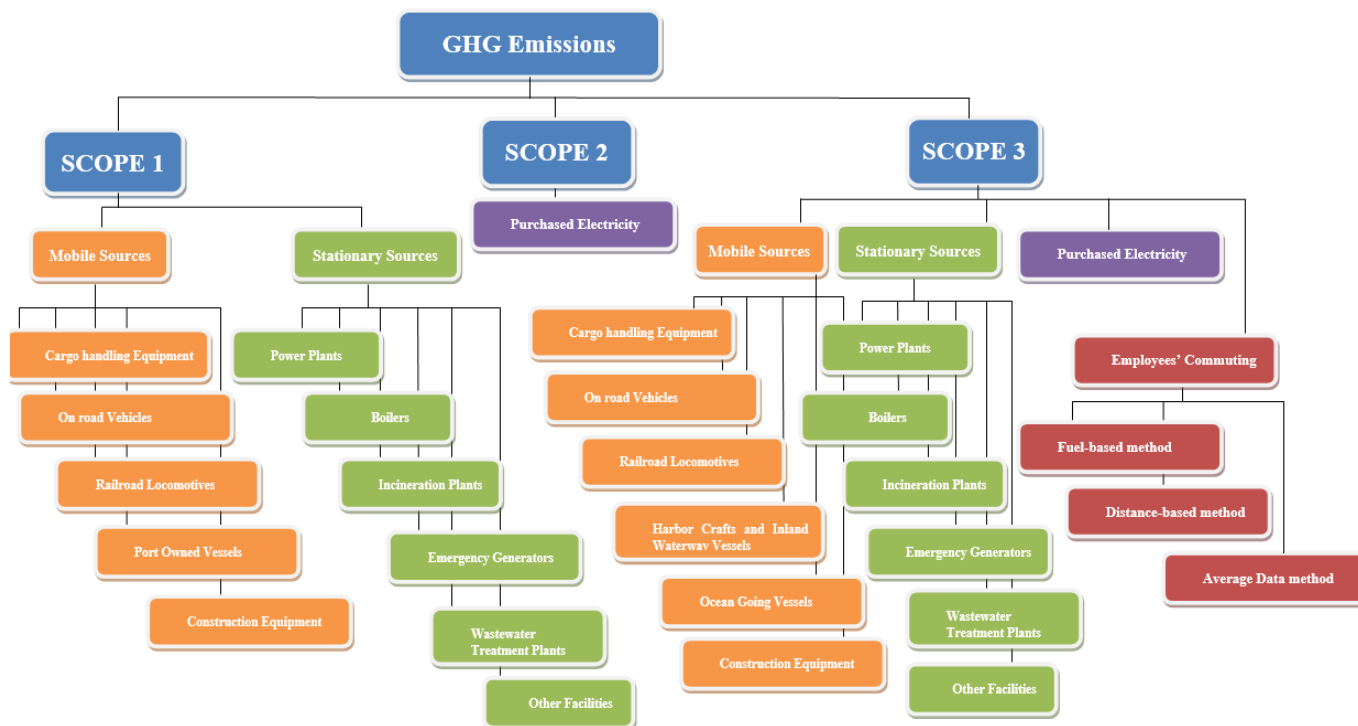 GHG Emissions
SCOPE 1
SCOPE 2
SCOPE 3
Purchased Electricity
Mobile Sources
Stationary Sources
Mobile Sources
Stationary Sources
Purchased Electricity
Cargo handling Equipment
On road Vehicles
Railroad Locomotives
Port Owned Vessels
Construction Equipment
Power Plants
Boilers
Incineration Plants
Emergency Generators
Wastewater
Treatment Plants
Other Facilities
Cargo handling Equipment
On road Vehicles
Railroad Locomotives
Harbor Crafts and Inland
Waterway Vessels
Ocean Going Vessels
Construction Equipment
Power Plants
Boilers
Incineration Plants
Emergency Generators
Wastewater
Treatment Plants
Other Facilities
Employees' Commuting
Fuel-based method
Distance-based method
Average Data method